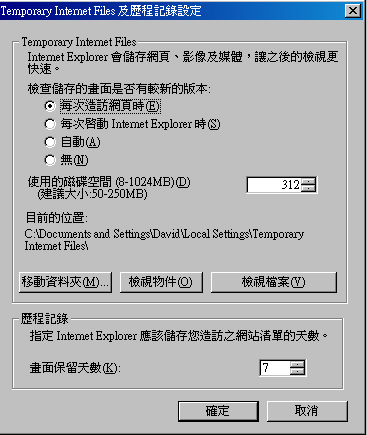 Temporary Internet Files 及歷程記錄設定
Temporary Internet Files
Internet Explorer 會儲存網頁、影像及媒體，讓之後的檢視更
快速。
檢查儲存的畫面是否有較新的版本:
每次造訪網頁時(E)
每次啓動 Internet Explorer 時(S)
自動(A)
無(N)
使用的磁碟空間 (8-1024MB)(D)
312
(建議大小:50-250MB)
目前的位置:
C:\Documents and Settings\David\Local Settings\Temporary
Internet Files\
移動資料夾(M)... 檢視物件(O) 檢視檔案(V)
歷程記錄
指定 Internet Explorer 應該儲存您造訪之網站清單的天數。
畫面保留天數(K): 7
確定 取消